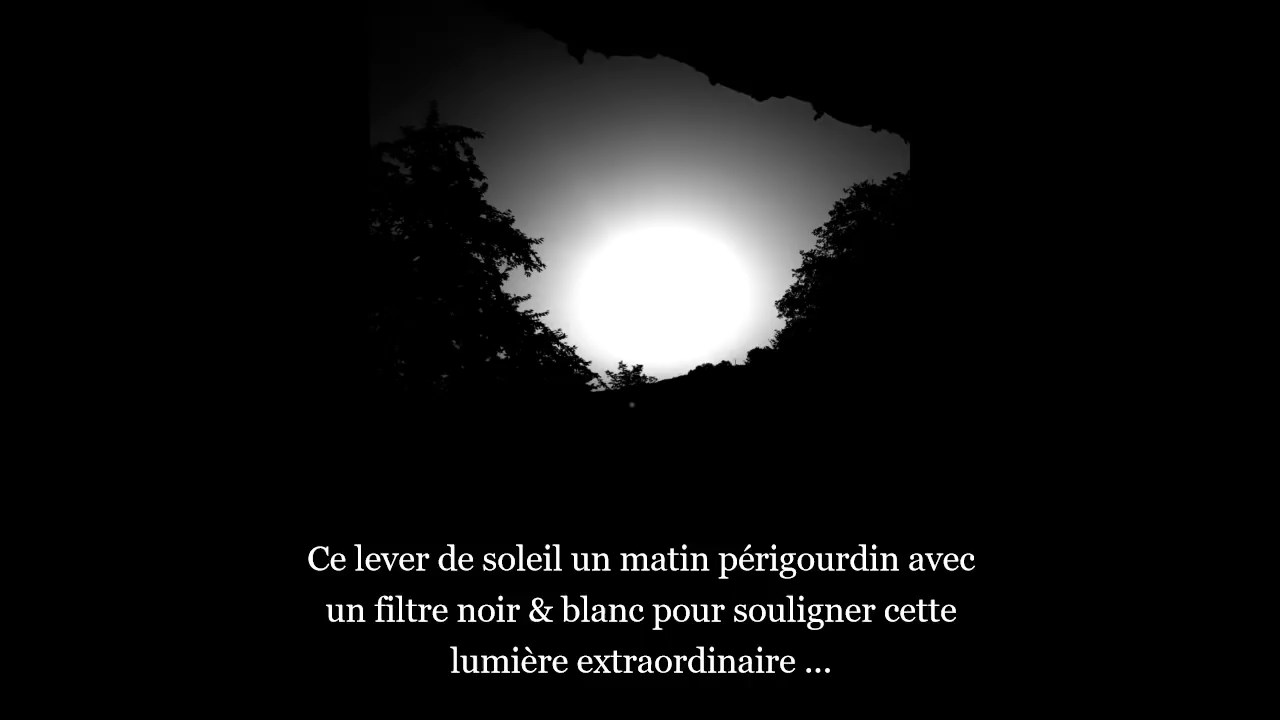 Ce lever de soleil un matin périgourdin avec
un filtre noir & blanc pour souligner cette
lumière extraordinaire ...